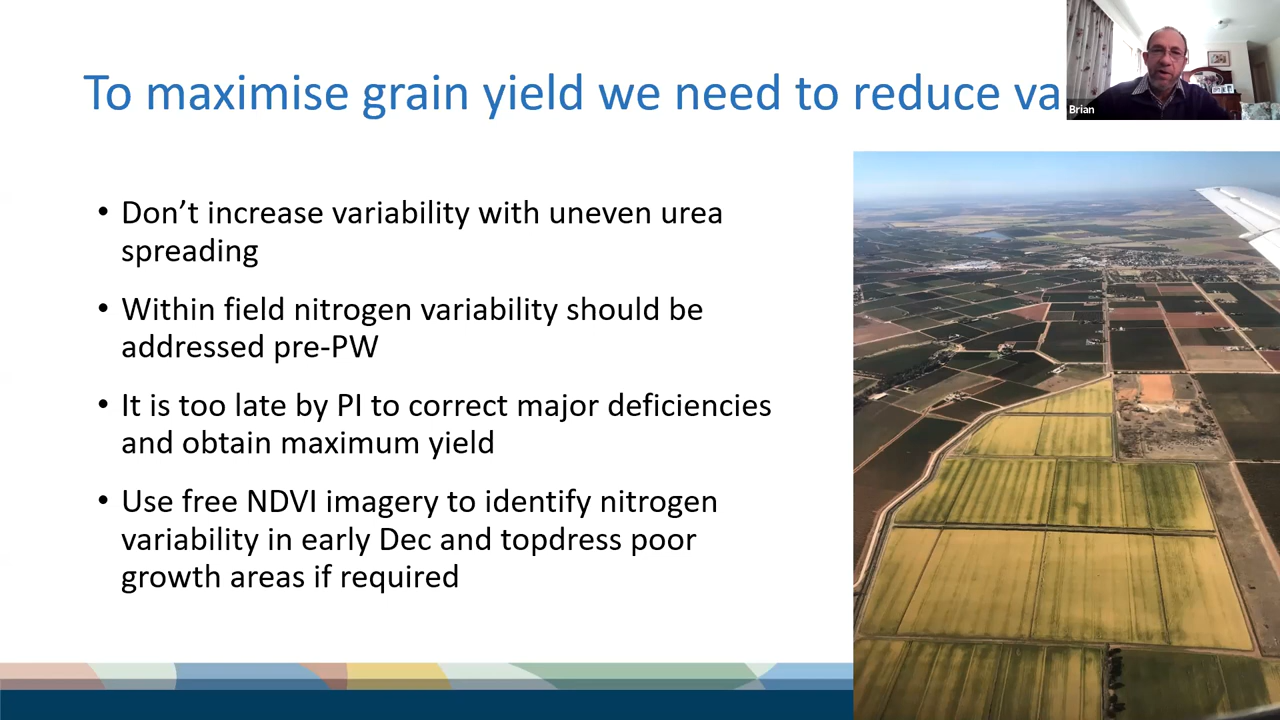 To maximise grain yield we need to reduce va
Brian
• Don’t increase variability with uneven urea
spreading
• Within field nitrogen variability should be
addressed pre-PW
• It is too late by PI to correct major deficiencies
and obtain maximum yield
• Use free NDVI imagery to identify nitrogen
variability in early Dec and topdress poor
growth areas if required